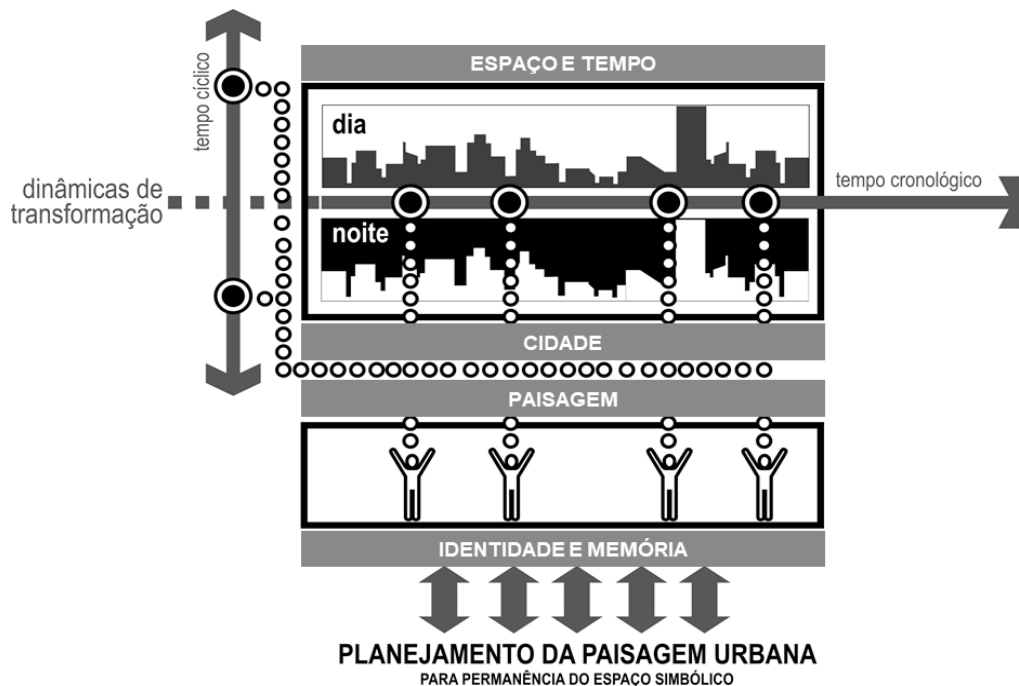 ESPAÇO E TEMPO
tempo cíclico
dia
dinâmicas de
transformação
tempo cronológico
noite
CIDADE
PAISAGEM
IDENTIDADE E MEMÓRIA
PLANEJAMENTO DA PAISAGEM URBANA
PARA PERMANÊNCIA DO ESPAÇO SIMBÓLICO